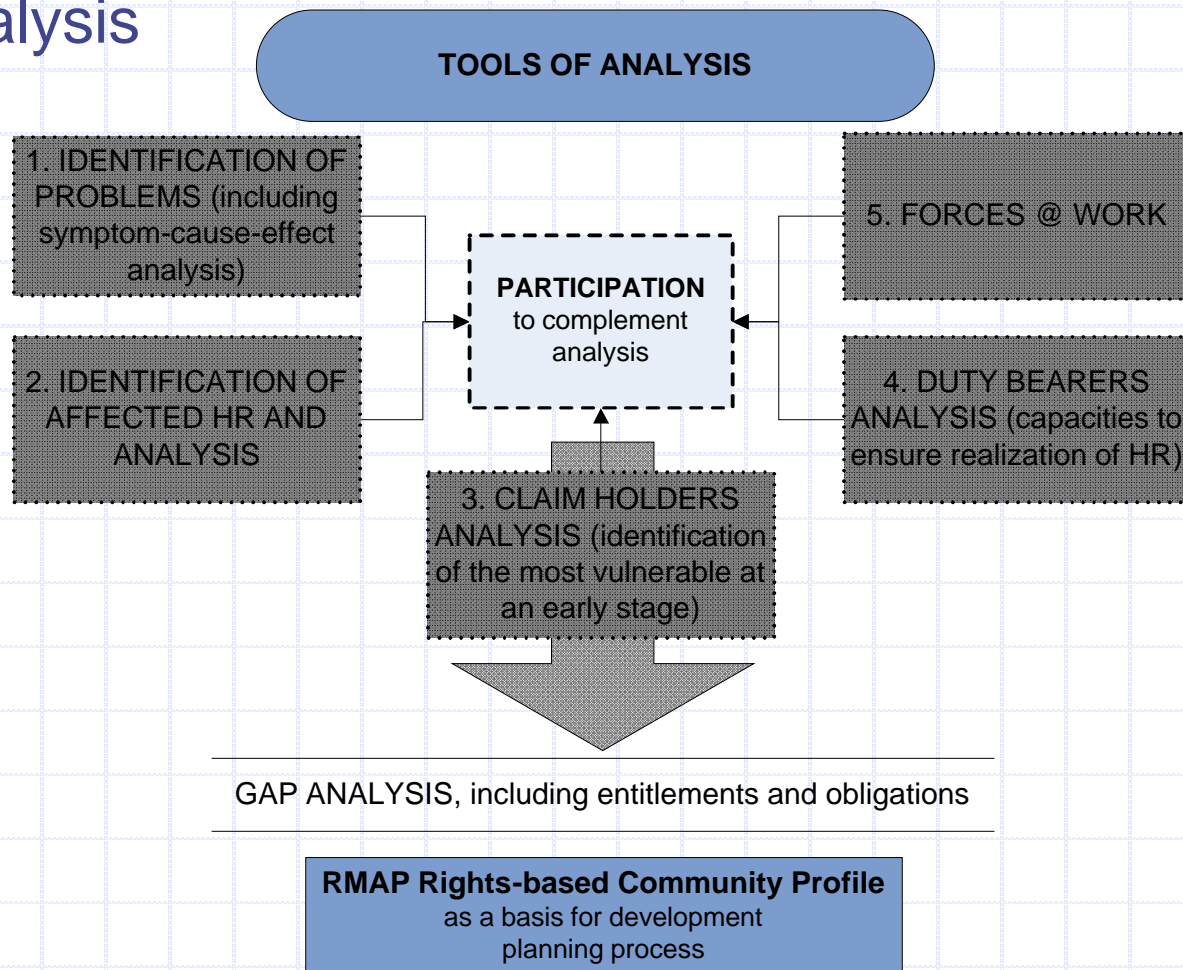 alysis
TOOLS OF ANALYSIS
1. IDENTIFICATION OF
PROBLEMS (including
symptom-cause-effect
analysis)
2. IDENTIFICATION OF
AFFECTED HR AND
ANALYSIS
PARTICIPATION
to complement
analysis
3. CLAIM HOLDERS
ANALYSIS (identification
of the most vulnerable at
an early stage)
5. FORCES @ WORK
4. DUTY BEARERS
ANALYSIS (capacities to
ensure realization of HR)
GAP ANALYSIS, including entitlements and obligations
RMAP Rights-based Community Profile
as a basis for development
planning process